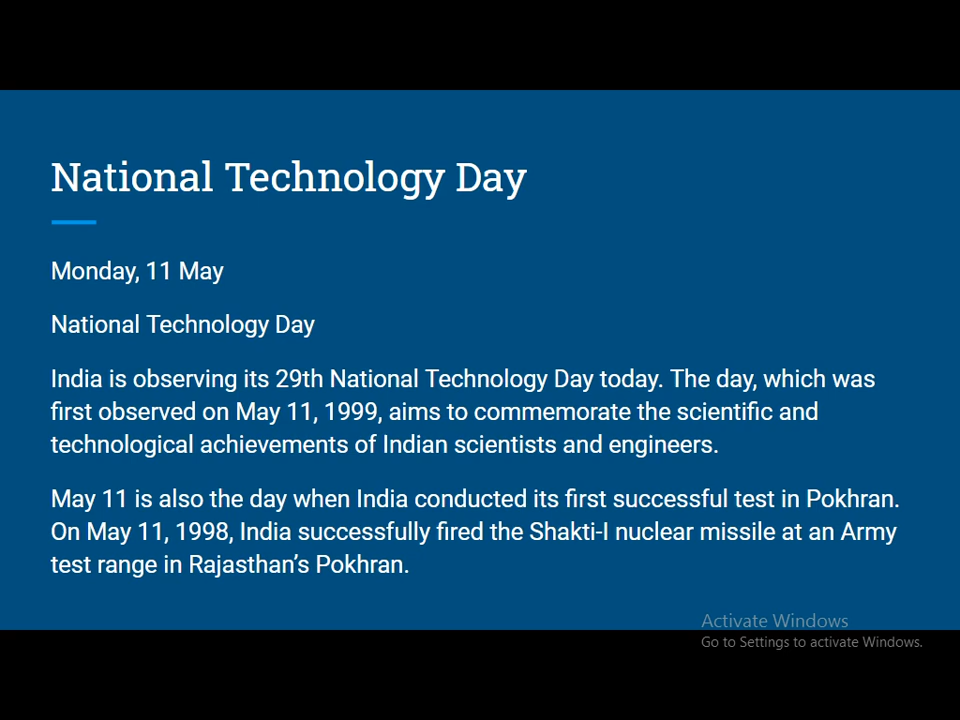 National Technology Day
Monday, 11 May
National Technology Day
India is observing its 29th National Technology Day today. The day, which was
first observed on May 11, 1999, aims to commemorate the scientific and
technological achievements of Indian scientists and engineers.
May 11 is also the day when India conducted its first successful test in Pokhran.
On May 11, 1998, India successfully fired the Shakti-I nuclear missile at an Army
test range in Rajasthan’s Pokhran.
Activate Windows
Go to Settings to activate Windows.